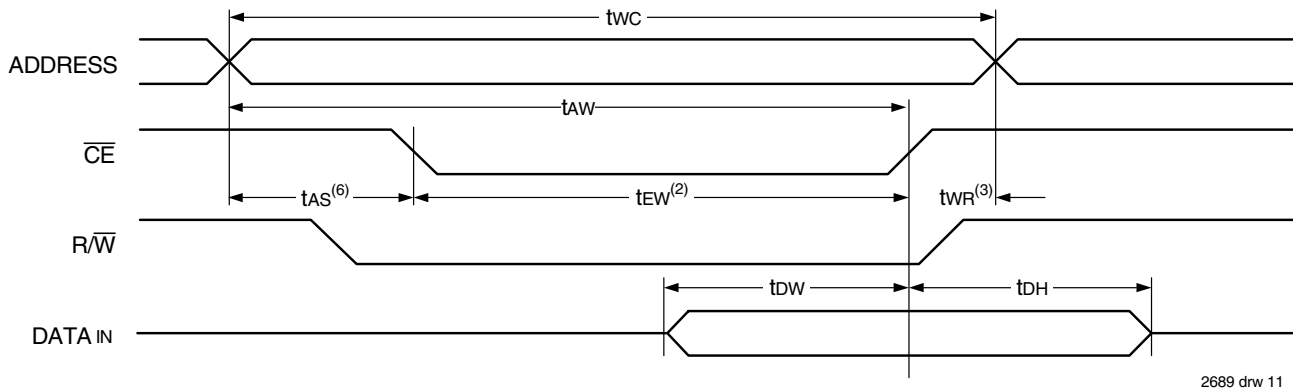 tWC
ADDRESS
tAW
CE
tAS(6)
tEW(2)
tWR(3)
R/W
tDW
tDH
DATA IN
2689 drw 11